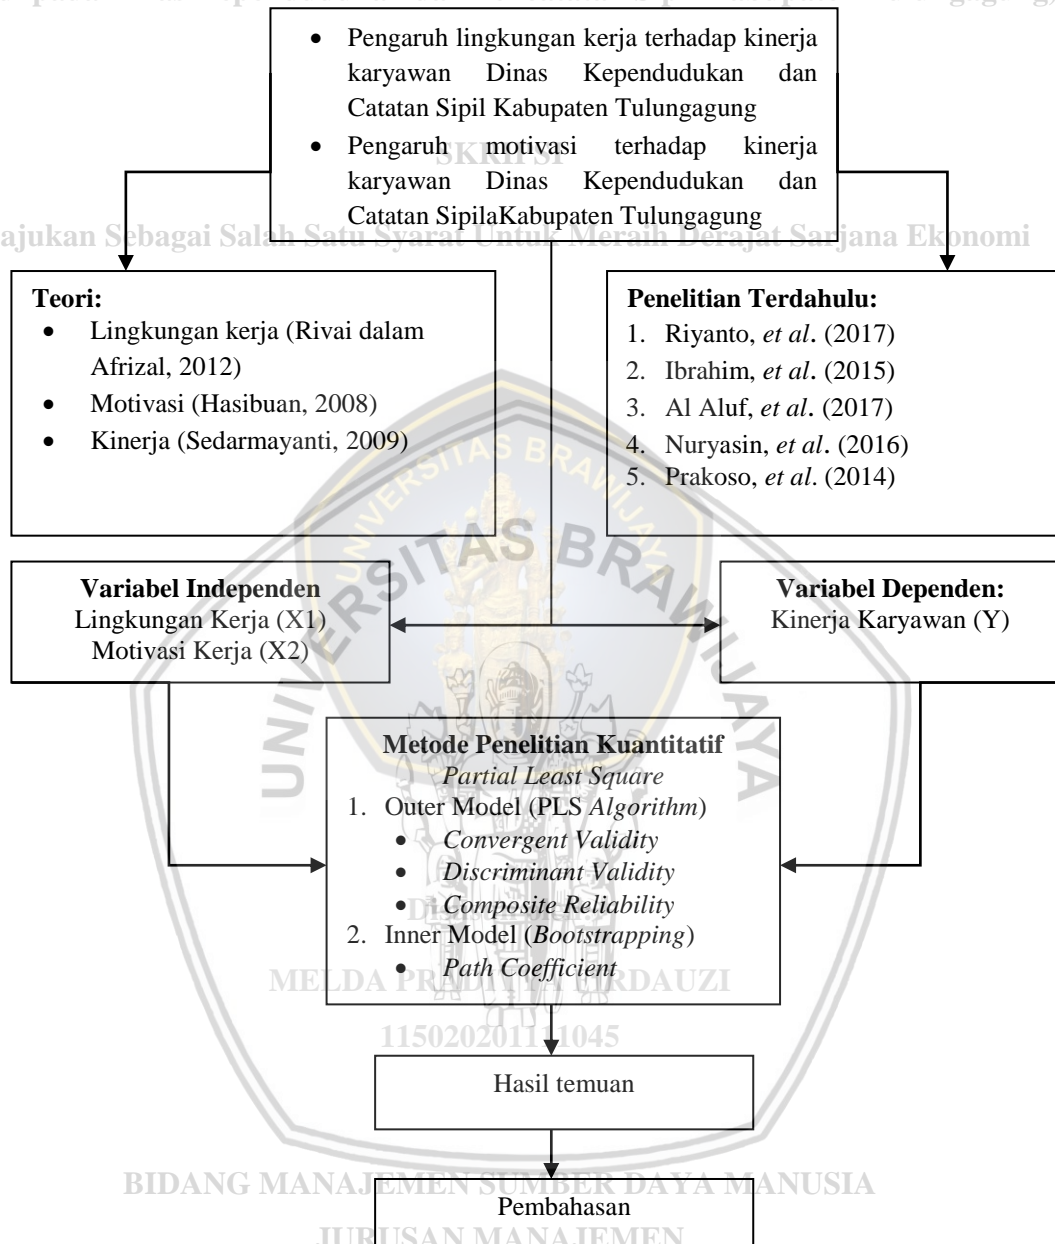 • Pengaruh lingkungan kerja terhadap kinerja
karyawan Dinas Kependudukan dan
Catatan Sipil Kabupaten Tulungagung
• Pengaruh motivasi terhadap kinerja
karyawan Dinas Kependudukan dan
Catatan SipilaKabupaten Tulungagung
SKRIPSI
ajukan Sebagai Salah Satu Syarat Untuk Meraih Derajat Sarjana Ekonomi
Teori:
• Lingkungan kerja (Rivai dalam
Afrizal, 2012)
• Motivasi (Hasibuan, 2008)
• Kinerja (Sedarmayanti, 2009)
Penelitian Terdahulu:
1. Riyanto, et al. (2017)
2. Ibrahim, et al. (2015)
3. Al Aluf, et al. (2017)
4. Nuryasin, et al. (2016)
5. Prakoso, et al. (2014)
UNIVERSITAS BRAWIJAYA
UNIVERSITAS BRAWIJAYA
Variabel Independen
Lingkungan Kerja (X1)
Motivasi Kerja (X2)
Variabel Dependen:
Kinerja Karyawan (Y)
Metode Penelitian Kuantitatif
Partial Least Square
1. Outer Model (PLS Algorithm)
• Convergent Validity
• Discriminant Validity
• Composite Reliability
2. Inner Model (Bootstrapping)
• Path Coefficient
MELDA
115020201111045
Hasil temuan
BIDANG MANAJEMEN SUMBER DAYA MANUSIA
Pembahasan
JURUSAN MANAJEMEN